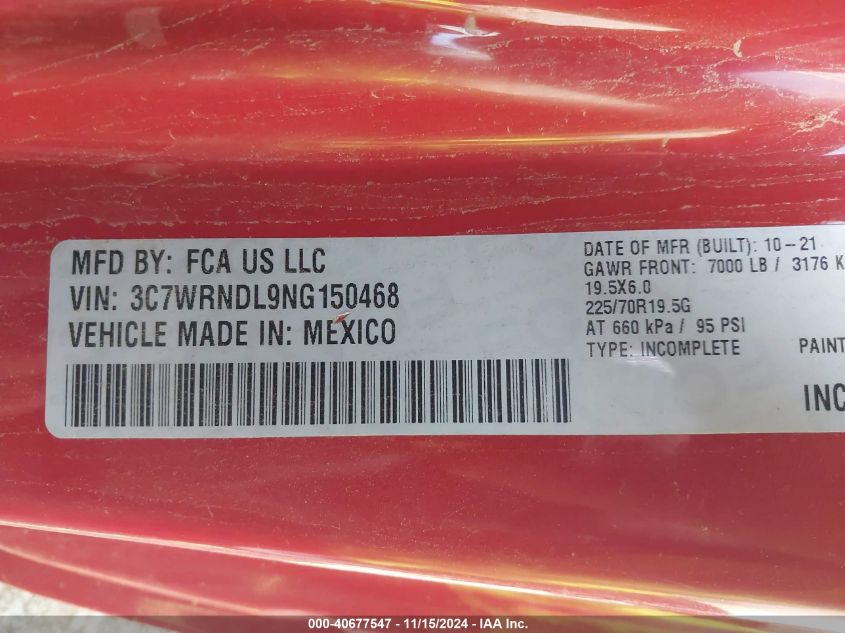 MFD BY: FCA US LLC
VIN: 3C7WRNDL9NG150468
VEHICLE MADE IN: MEXICO
DATE OF MFR (BUILT): 10-21
GAWR FRONT: 7000 LB / 3176 K
19.5X6.0
225/70R19.5G
AT 660 kPa / 95 PSI
TYPE: INCOMPLETE PAINT
INC
000-40677547 - 11/15/2024 - IAA Inc.